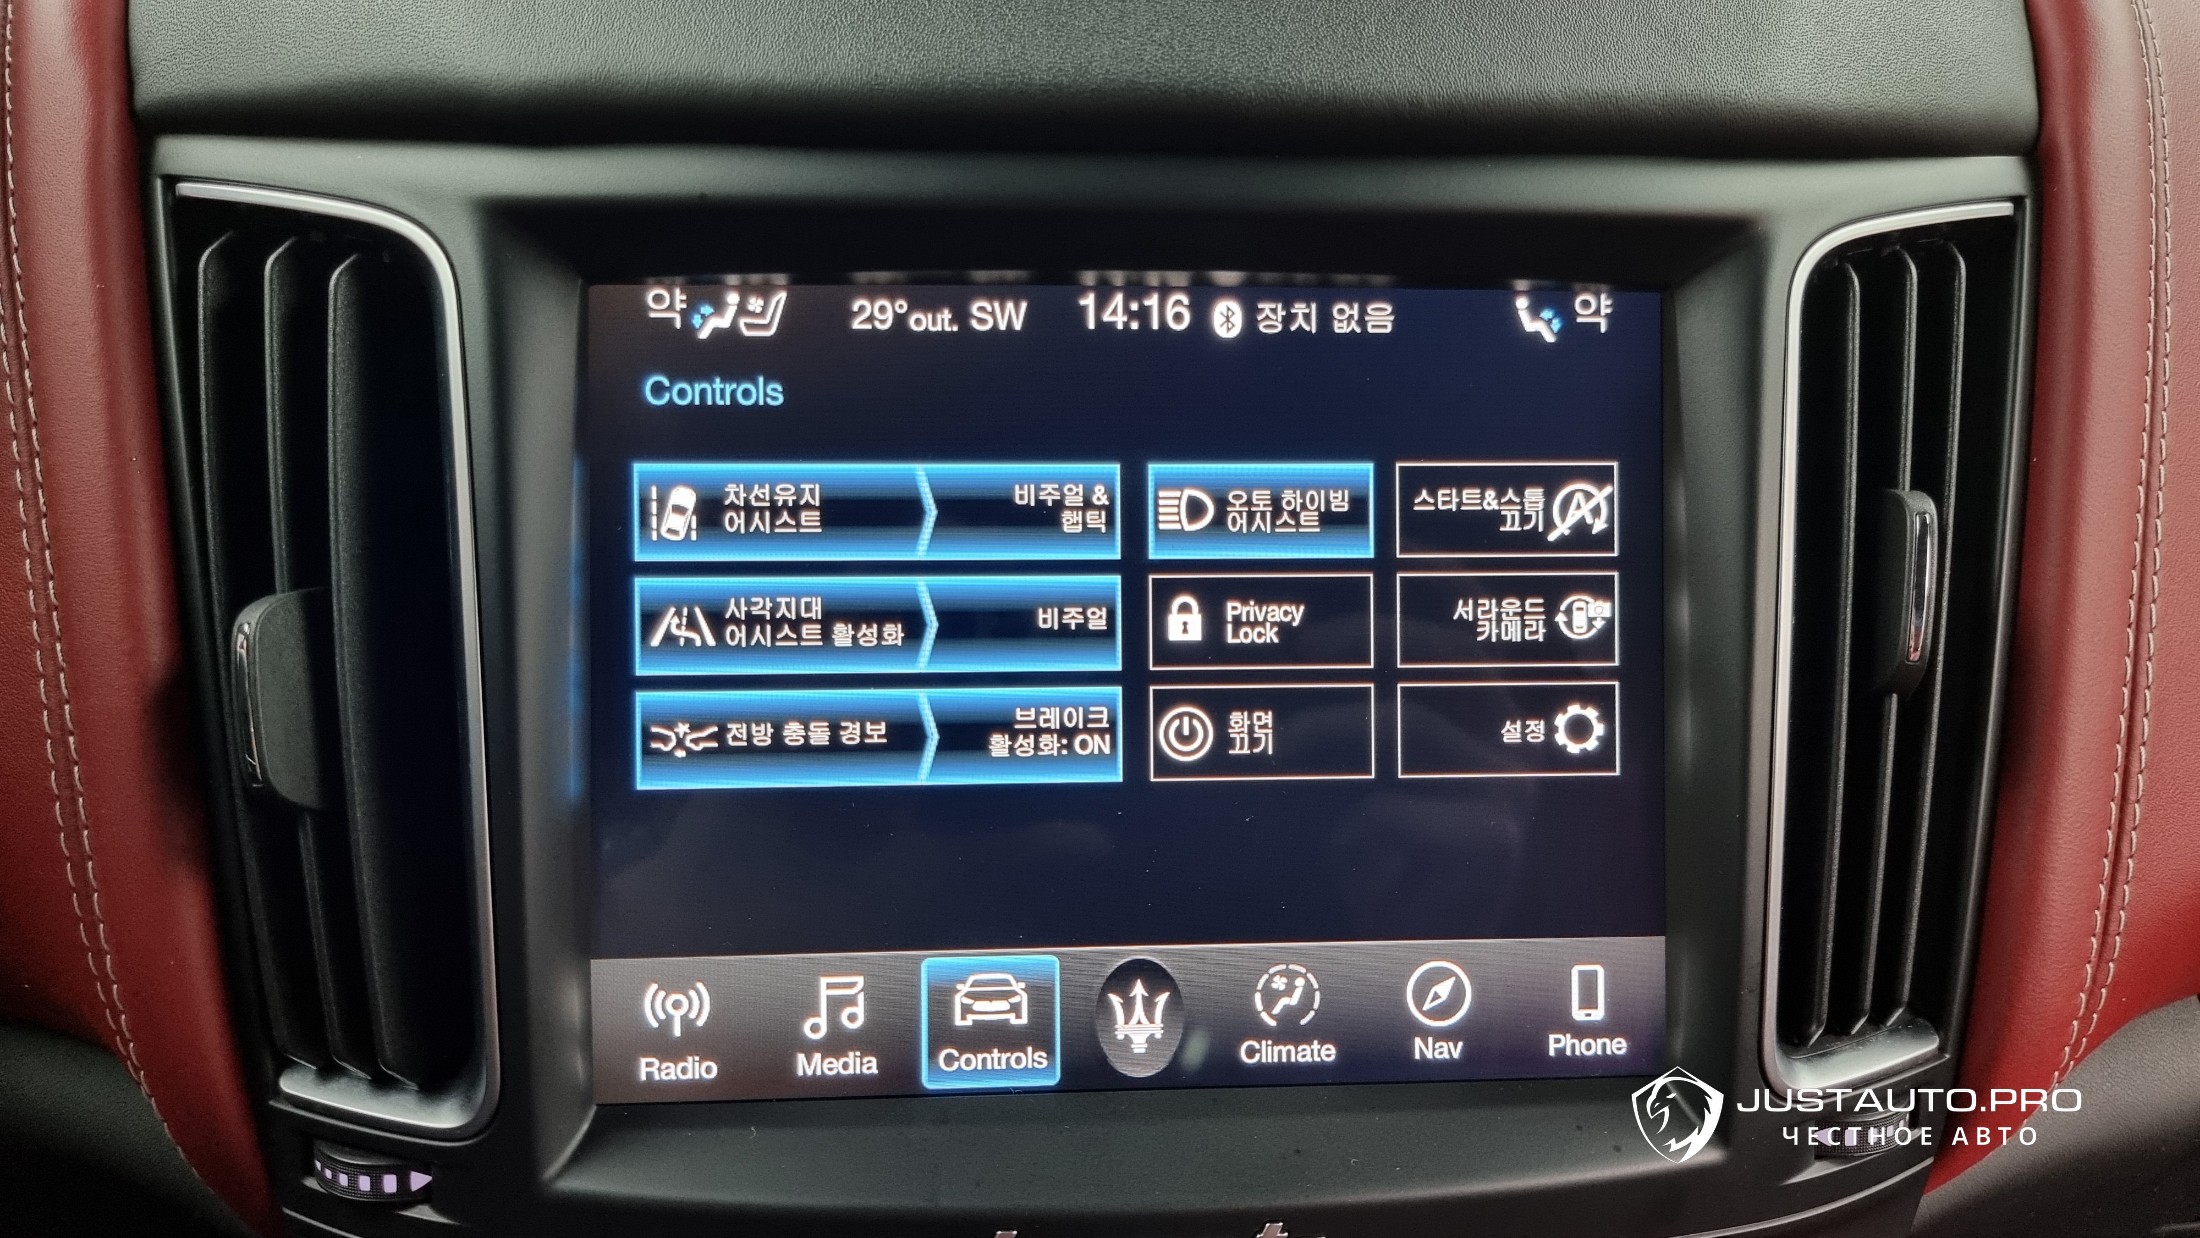 약 29°out. SW 14:16 장치 없음 약
Controls
차선유지
어시스트
비주얼 &
햅틱
오토 하이빔
어시스트
스타트&스톱
끄기
사각지대
어시스트 활성화
비주얼
Privacy
Lock
서라운드
카메라
전방 충돌 경보
브레이크
활성화: ON
화면
끄기
설정
Radio
Media
Controls
Climate
Nav
Phone
JUSTAUTO.PRO
ЧЕСТНОЕ АВТО